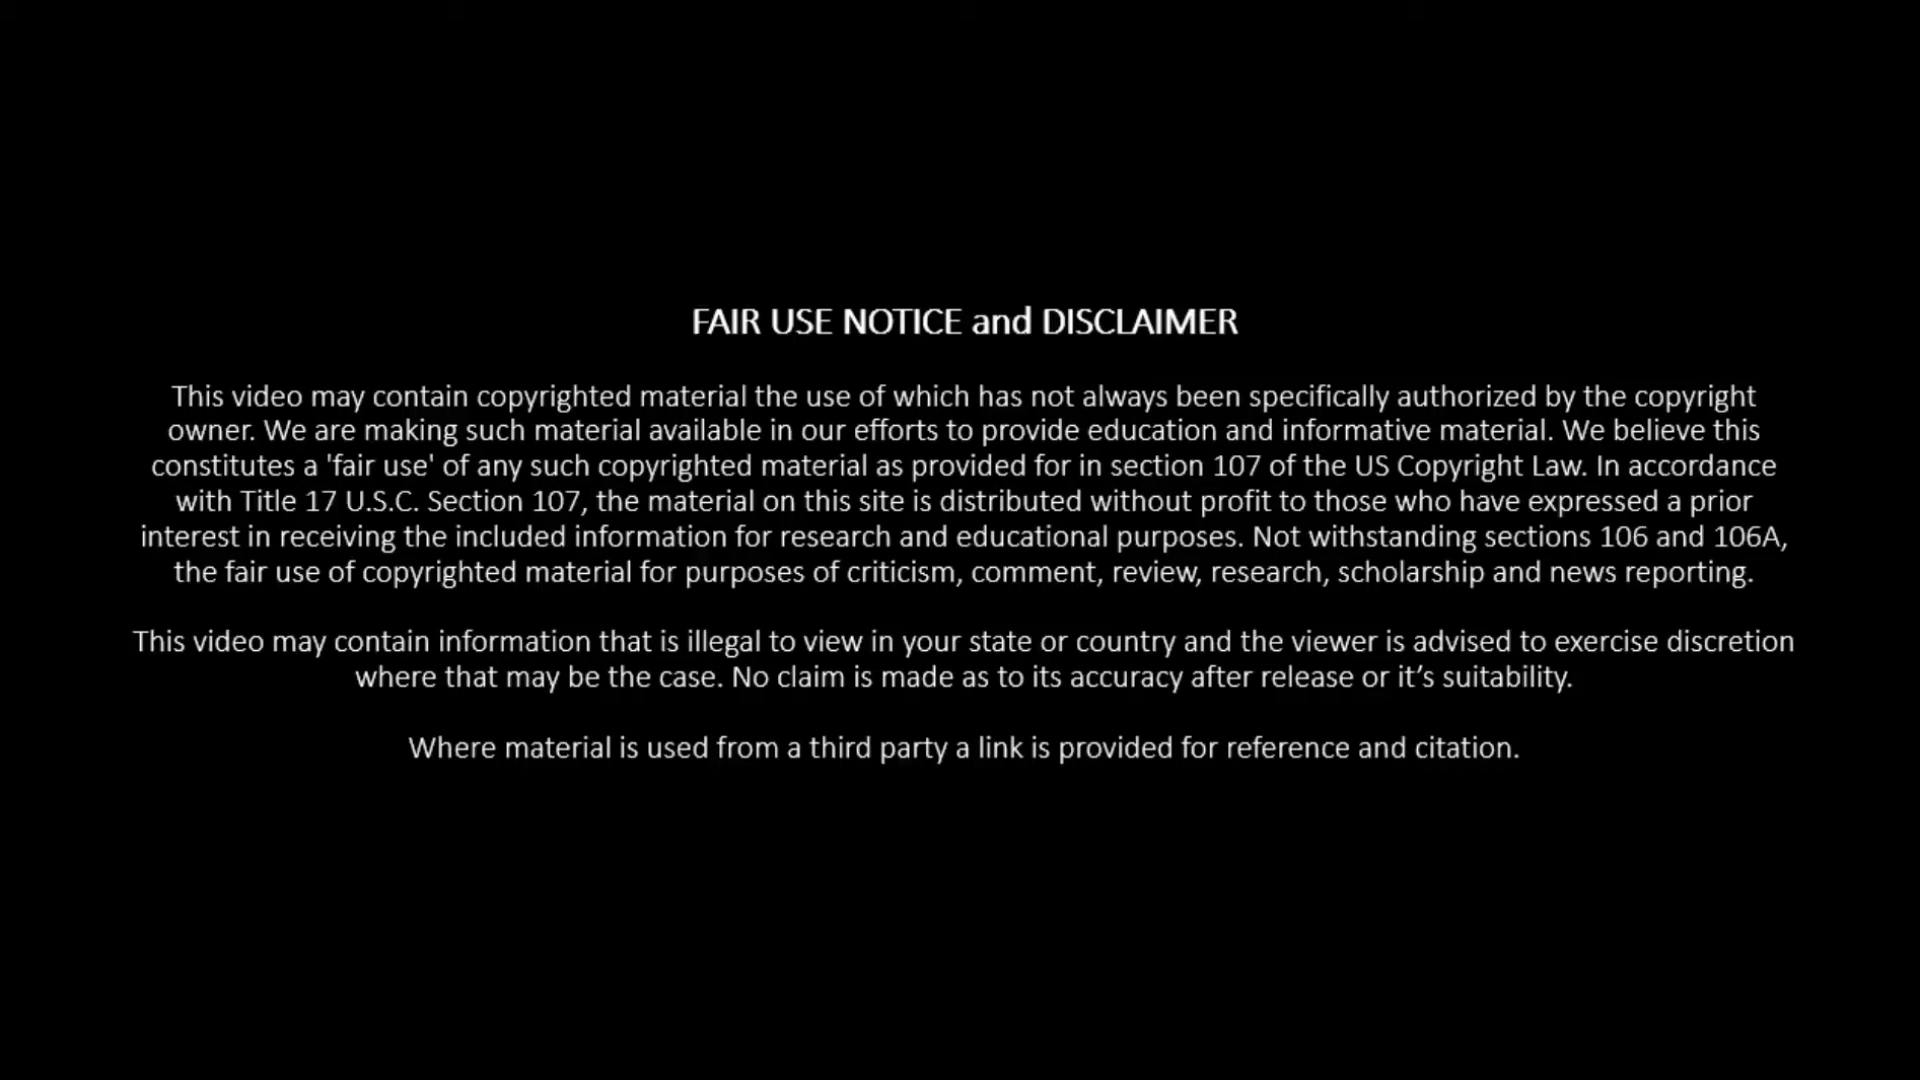 FAIR USE NOTICE and DISCLAIMER
This video may contain copyrighted material the use of which has not always been specifically authorized by the copyright
owner. We are making such material available in our efforts to provide education and informative material. We believe this
constitutes a 'fair use' of any such copyrighted material as provided for in section 107 of the US Copyright Law. In accordance
with Title 17 U.S.C. Section 107, the material on this site is distributed without profit to those who have expressed a prior
interest in receiving the included information for research and educational purposes. Not withstanding sections 106 and 106A,
the fair use of copyrighted material for purposes of criticism, comment, review, research, scholarship and news reporting.
This video may contain information that is illegal to view in your state or country and the viewer is advised to exercise discretion
where that may be the case. No claim is made as to its accuracy after release or it’s suitability.
Where material is used from a third party a link is provided for reference and citation.